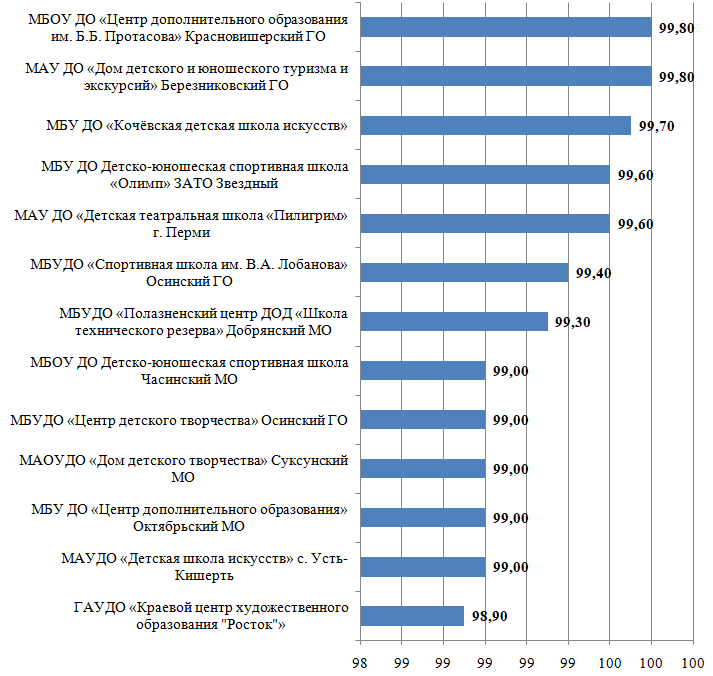 МБОУ ДО «Центр дополнительного образования
им. Б.Б. Протасова» Красновишерский ГО
99,80
МАУ ДО «Дом детского и юношеского туризма и
экскурсий» Березниковский ГО
99,80
МБУ ДО «Кочёвская детская школа искусств»
99,70
МБУ ДО Детско-юношеская спортивная школа
«Олимп» ЗАТО Звездный
99,60
МАУ ДО «Детская театральная школа «Пилигрим»
г. Перми
99,60
МБУДО «Спортивная школа им. В.А. Лобанова»
Осинский ГО
99,40
МБУДО «Полазненский центр ДОД «Школа
технического резерва» Добрянский МО
99,30
МБОУ ДО Детско-юношеская спортивная школа
Часинский МО
99,00
МБУДО «Центр детского творчества» Осинский ГО
99,00
МАОУДО «Дом детского творчества» Суксунский
МО
99,00
МБУ ДО «Центр дополнительного образования»
Октябрьский МО
99,00
МАУДО «Детская школа искусств» с. Усть-
Кишерть
99,00
ГАУДО «Краевой центр художественного
образования "Росток"»
98,90
98 99 99 99 99 99 100 100 100